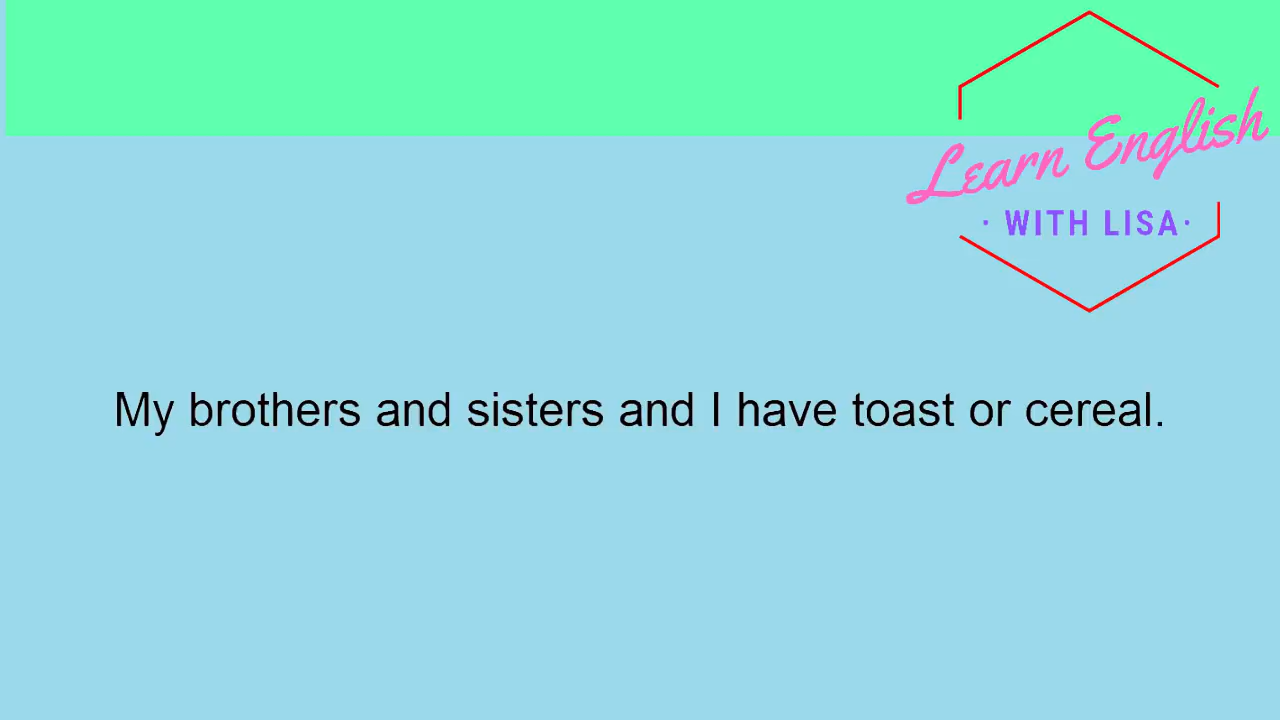 Learn English
· WITH LISA·
My brothers and sisters and I have toast or cereal.